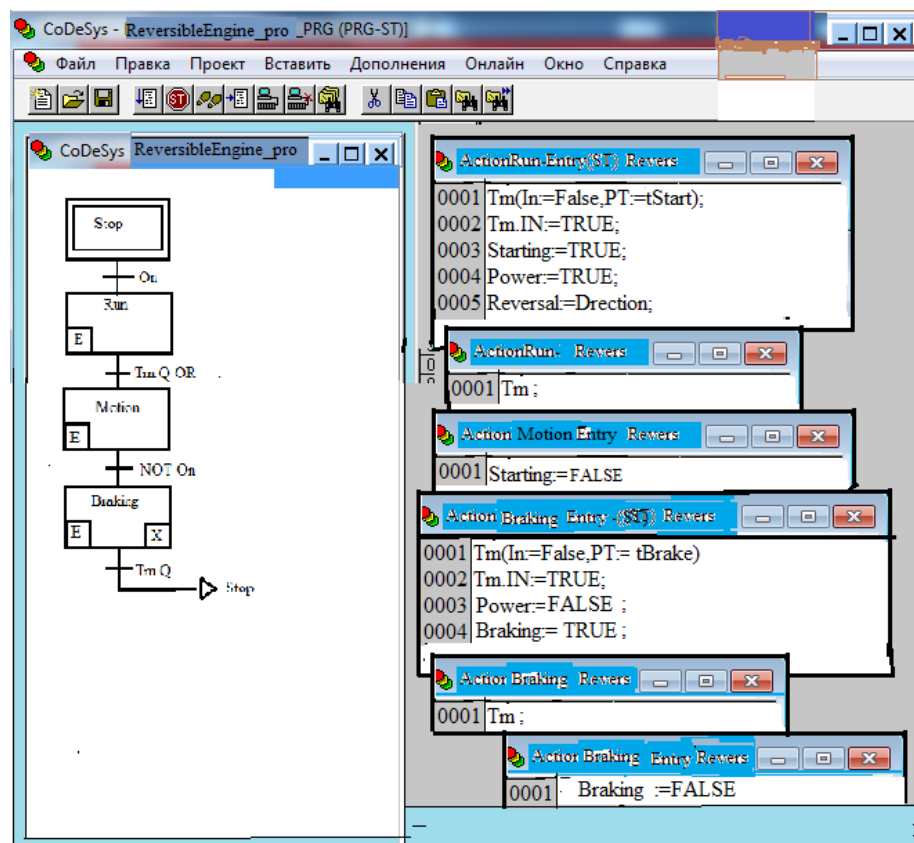 CoDeSys - ReversibleEngine_pro _PRG (PRG-ST)]
Файл Правка Проект Вставить Дополнения Онлайн Окно Справка
ST
CoDeSys ReversibleEngine_pro
Stop
On
Run
E
Tm Q OR
Motion
E
NOT On
Braking
E X
Tm Q
Stop
ActionRun-Entry(ST) Revers
0001 Tm(In:=False,PT:=tStart);
0002 Tm.IN:=TRUE;
0003 Starting:=TRUE;
0004 Power:=TRUE;
0005 Reversal:=Drection;
ActionRun- Revers
0001 Tm ;
Action Motion Entry Revers
0001 Starting:=FALSE
Action Braking Entry -(ST) Revers
0001 Tm(In:=False,PT:= tBrake)
0002 Tm.IN:=TRUE;
0003 Power:=FALSE ;
0004 Braking:= TRUE ;
Action Braking Revers
0001 Tm ;
Action Braking Entry Revers
0001 Braking :=FALSE